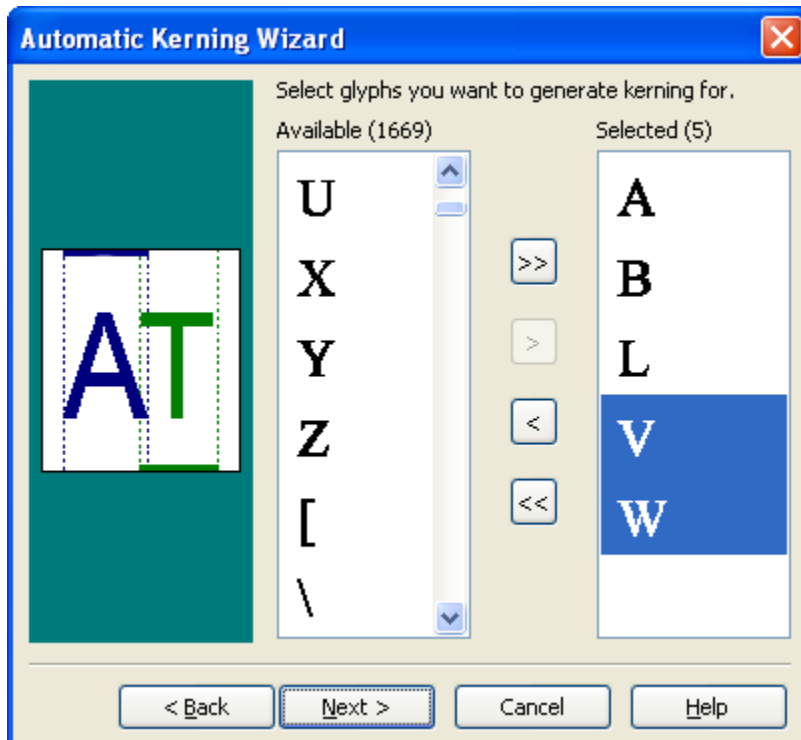 Automatic Kerning Wizard
Select glyphs you want to generate kerning for.
Available (1669)
Selected (5)
AT
U
X
Y
Z
[
\
>>
>
<
<<
A
B
L
V
W
< Back
Next >
Cancel
Help